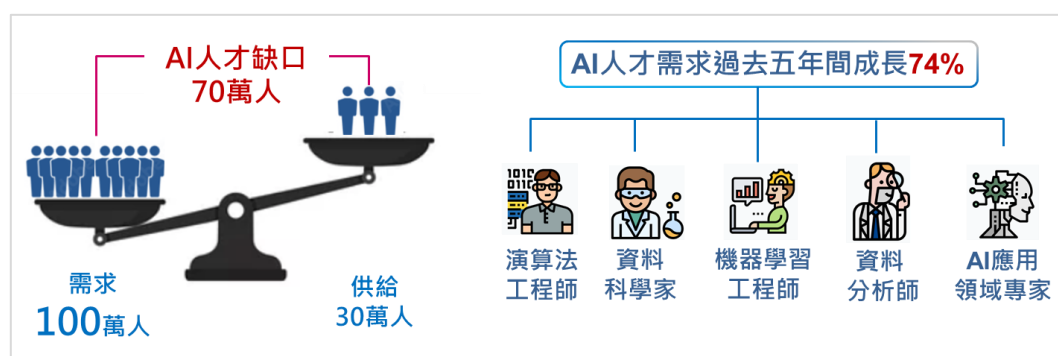 AI人才缺口
70萬人
需求
100萬人
供給
30萬人
AI人才需求過去五年間成長74%
演算法
工程師
資料
科學家
機器學習
工程師
資料
分析師
AI應用
領域專家